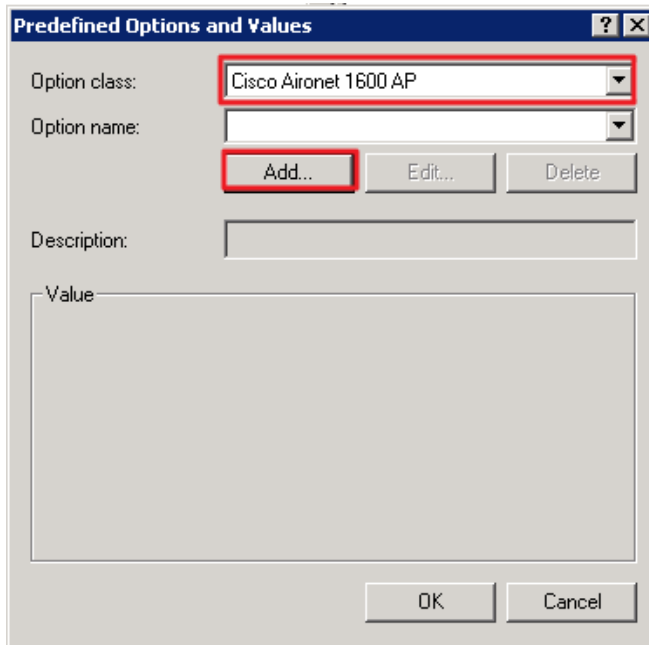 Predefined Options and Values
Option class: Cisco Aironet 1600 AP
Option name:
Add... Edit... Delete
Description:
Value
OK Cancel